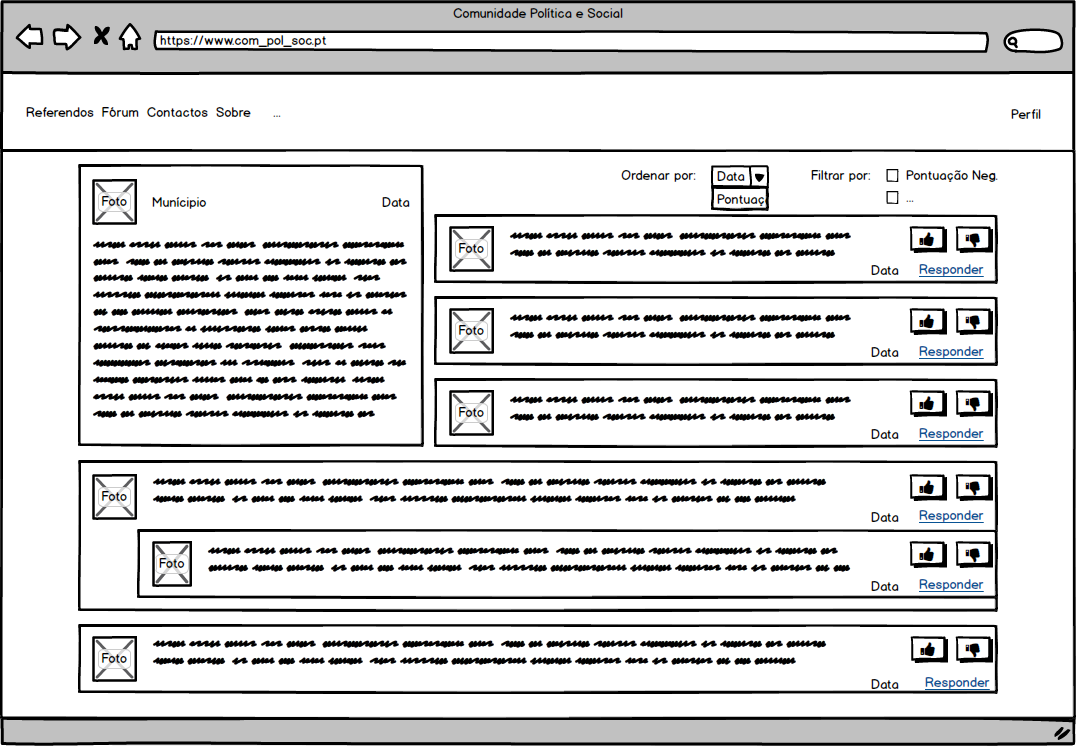 Comunidade Política e Social
https://www.com_pol_soc.pt
Referendos Fórum Contactos Sobre ...
Perfil
Foto Munícipio Data
Ordenar por: Data Filtrar por: Pontuação Neg.
Pontuaç ...
Foto
Data Responder
Foto
Data Responder
Foto
Data Responder
Foto
Data Responder
Foto
Data Responder
Foto
Data Responder